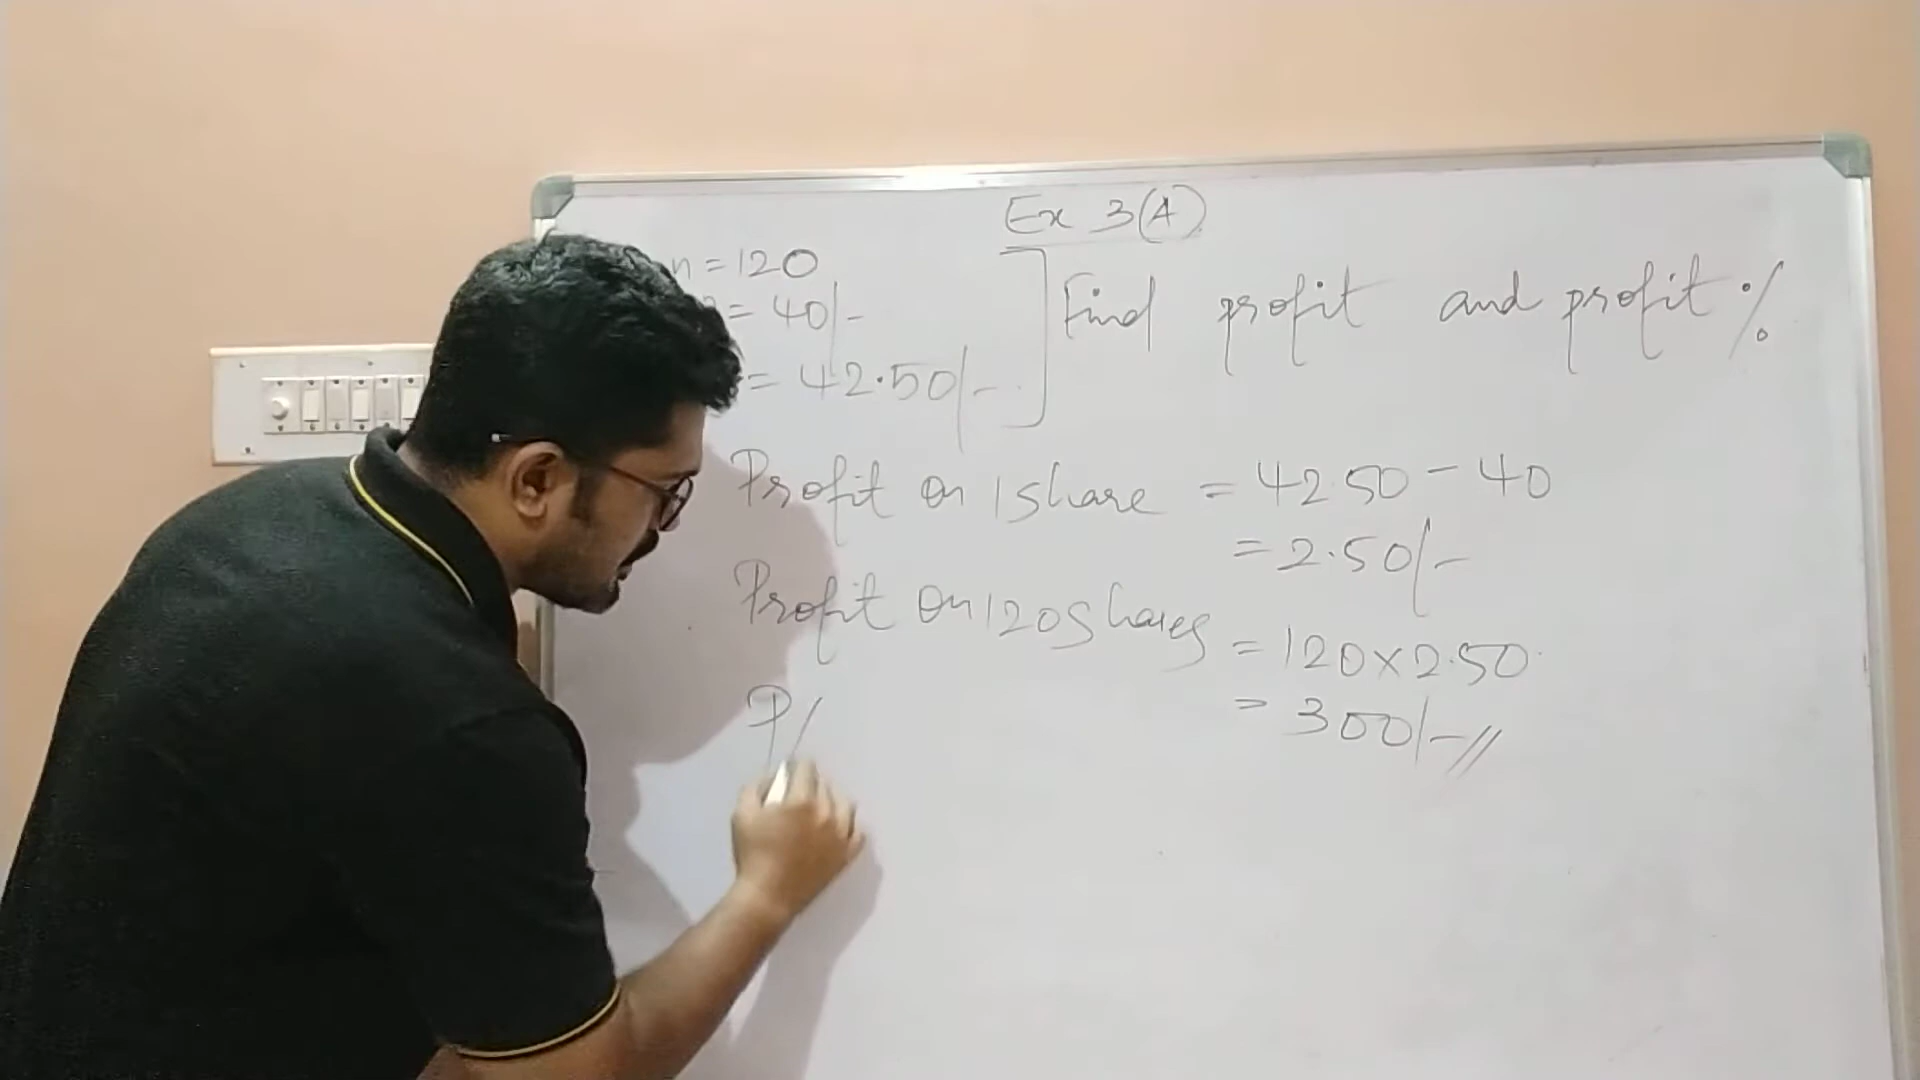 Ex 3(A)
n = 120
= 40/-
= 42.50/-
Find profit and profit %
Profit on 1 share = 42.50 - 40
= 2.50/-
Profit on 120 shares = 120 x 2.50
= 300/- //
P/